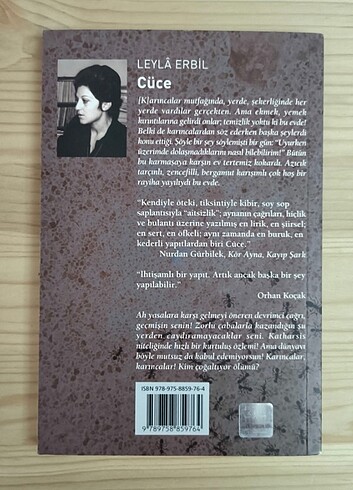 LEYLÂ ERBİL
Cüce
[K]arıncalar mutfağında, yerde, şekerliğinde her
yerde vardılar gerçekten. Ama ekmek, yemek
kırıntılarına gelirdi onlar; temizlik yoktu ki bu evde!
Belki de karıncalardan söz ederken başka şeylerdi
konu ettiği. Şöyle bir şey söylemişti bir gün: "Uyurken
üzerimde dolaşmadıklarını nasıl bilebilirim!" Bütün
bu karmaşaya karşın ev tertemiz kokardı. Azıcık
tarçınlı, zencefilli, bergamut karışımlı çok hoş bir
rayiha yayılıydı bu evde.
"Kendiyle öteki, tiksintiyle kibir, soy sop
saplantısıyla "aitsizlik"; aynanın çağrıları, hiçlik
ve bulantı üzerine yazılmış en lirik, en şiirsel;
en sert, en öfkeli; aynı zamanda en buruk, en
kederli yapıtlardan biri Cüce."
Nurdan Gürbilek, Kör Ayna, Kayıp Şark
"İhtişamlı bir yapıt. Artık ancak başka bir şey
yapılabilir."
Orhan Koçak
Ah yasalara karşı gelmeyi öneren devrimci çağrı,
geçmişin senin! Zorlu çabalarla kazandığın şu
yerden caydıramayacaklar seni. Katharsis
niteliğinde hızlı bir kurtuluş özlemi! Ama dünyayı
böyle mutsuz da kabul edemiyorsun! Karıncalar,
karıncalar! Kim çoğaltıyor ölümü?
ISBN 978-975-8859-76-4
9 789758 859764